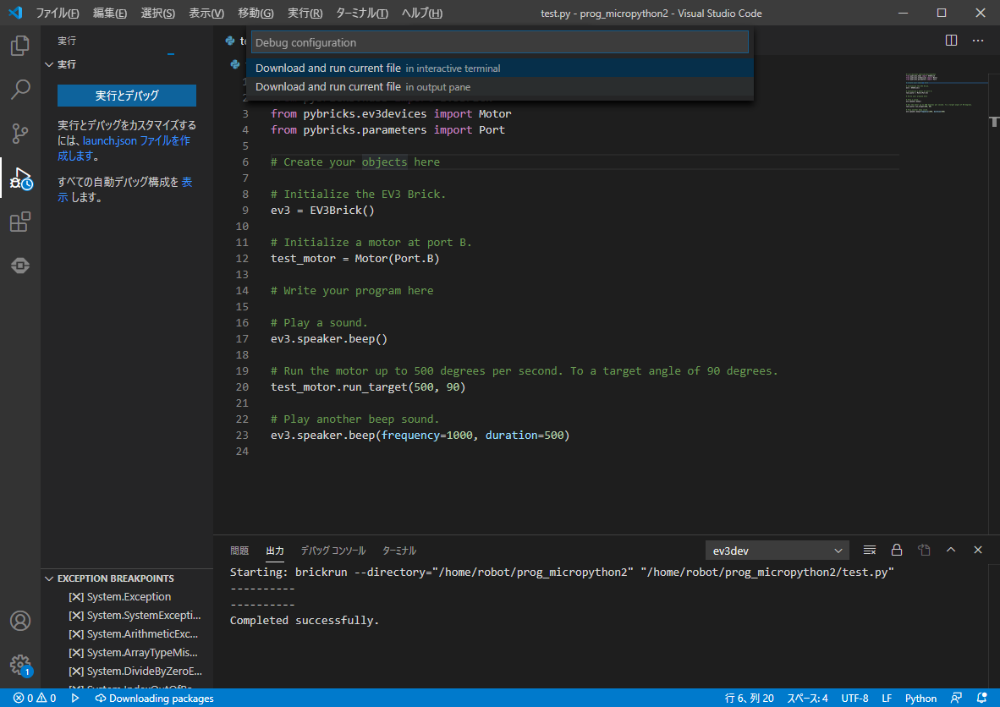 ファイル(F) 編集(E) 選択(S) 表示(V) 移動(G) 実行(R) ターミナル(T) ヘルプ(H) test.py - prog_micropython2 - Visual Studio Code
実行
実行
実行とデバッグ
実行とデバッグをカスタマイズする
には、launch.json ファイルを作
成します。
すべての自動デバッグ構成を 表
示 します。
Debug configuration
Download and run current file in interactive terminal
Download and run current file in output pane
1
2
3 from pybricks.ev3devices import Motor
4 from pybricks.parameters import Port
5
6 # Create your objects here
7
8 # Initialize the EV3 Brick.
9 ev3 = EV3Brick()
10
11 # Initialize a motor at port B.
12 test_motor = Motor(Port.B)
13
14 # Write your program here
15
16 # Play a sound.
17 ev3.speaker.beep()
18
19 # Run the motor up to 500 degrees per second. To a target angle of 90 degrees.
20 test_motor.run_target(500, 90)
21
22 # Play another beep sound.
23 ev3.speaker.beep(frequency=1000, duration=500)
24
問題 出力 デバッグ コンソール ターミナル ev3dev
Starting: brickrun --directory="/home/robot/prog_micropython2" "/home/robot/prog_micropython2/test.py"
----------
----------
Completed successfully.
EXCEPTION BREAKPOINTS
[X] System.Exception
[X] System.SystemExcepti...
[X] System.ArithmeticExc...
[X] System.ArrayTypeMis...
[X] System.DivideByZeroE...
1
0 0 Downloading packages 行 6、列 20 スペース: 4 UTF-8 LF Python